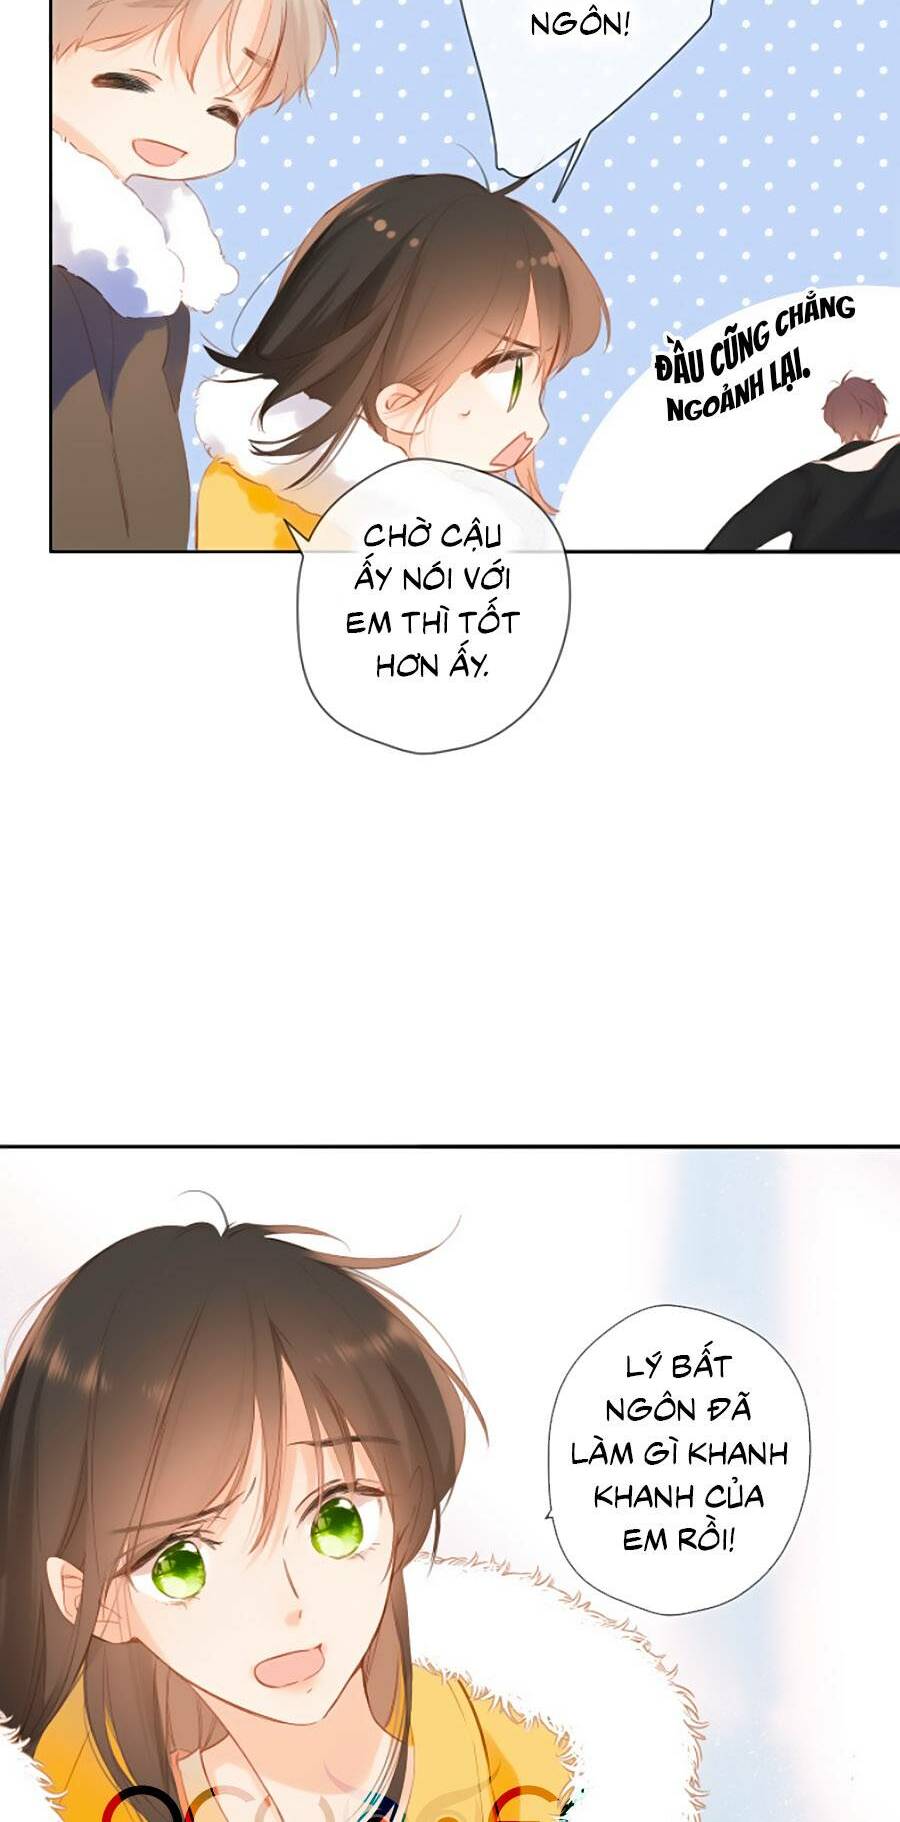 NGÔN!
ĐẦU CŨNG CHẲNG
NGOẢNH LẠI.
CHỜ CẬU
ẤY NÓI VỚI
EM THÌ TỐT
HƠN ẤY.
LÝ BẤT
NGÔN ĐÃ
LÀM GÌ KHANH
KHANH CỦA
EM RỒI!